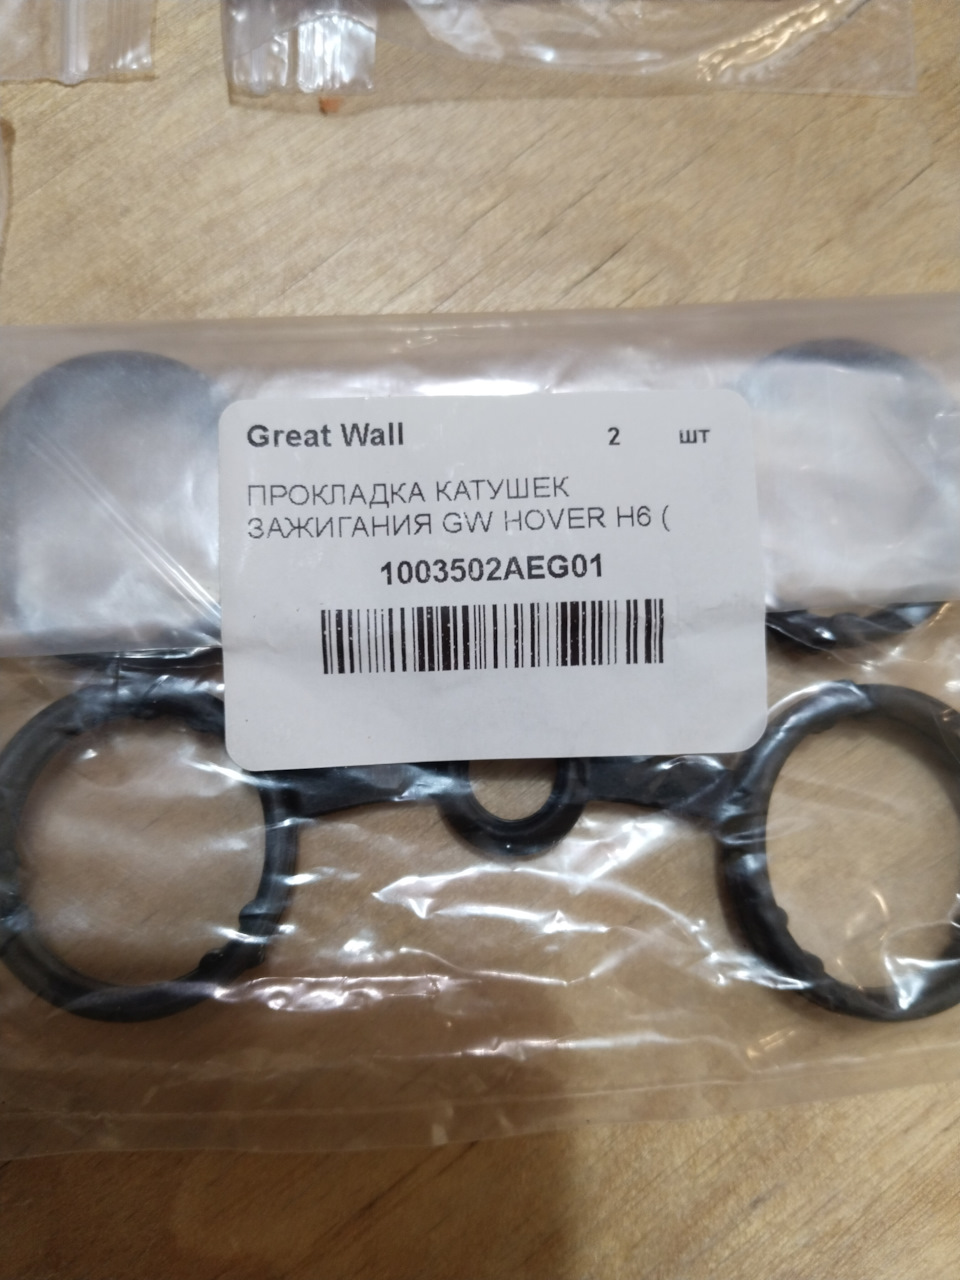 Great Wall 2 шт
ПРОКЛАДКА КАТУШЕК
ЗАЖИГАНИЯ GW HOVER H6 (
1003502AEG01